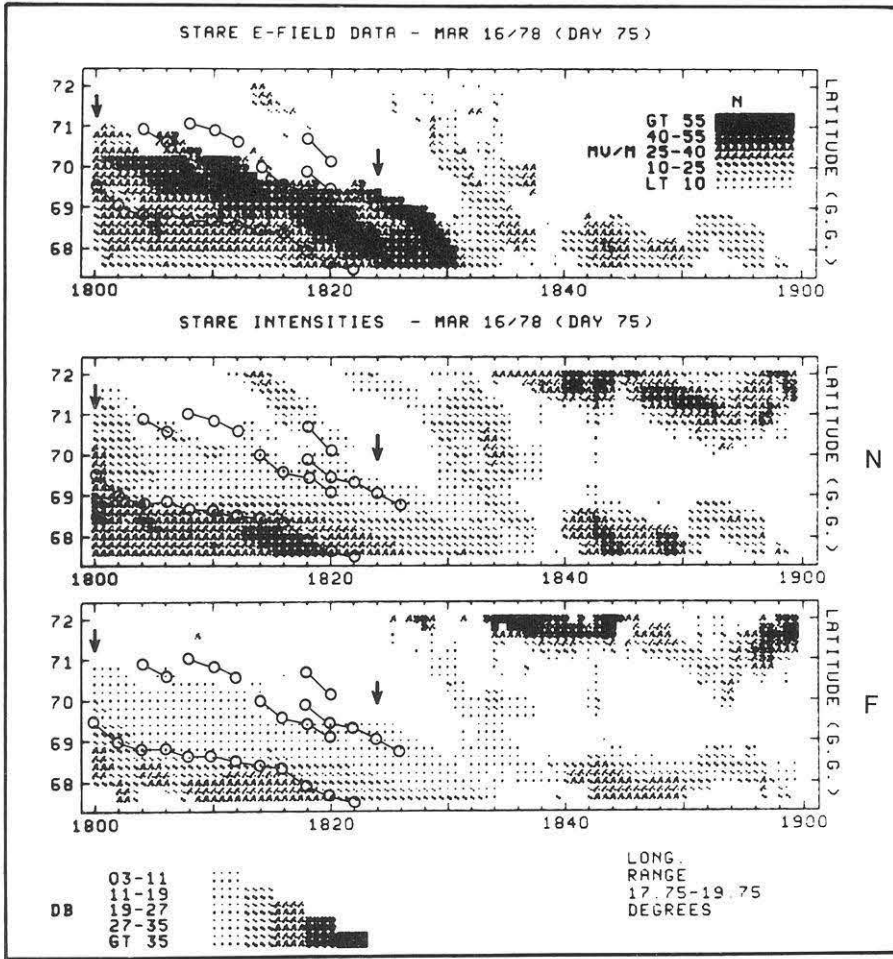 STARE E-FIELD DATA - MAR 16/78 (DAY 75)
72
71
70
69
68
1800
1820
1840
1900
LATITUDE (G.G.)
N
GT 55
40-55
MV/M 25-40
10-25
LT 10
STARE INTENSITIES - MAR 16/78 (DAY 75)
72
71
70
69
68
1800
1820
1840
1900
LATITUDE (G.G.)
N
72
71
70
69
68
1800
1820
1840
1900
LATITUDE (G.G.)
F
DB
03-11
11-19
19-27
27-35
GT 35
LONG.
RANGE
17.75-19.75
DEGREES